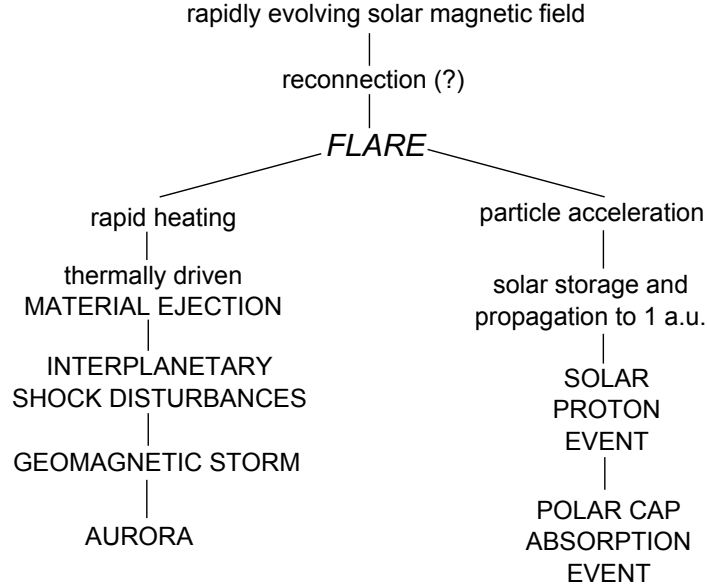 rapidly evolving solar magnetic field
reconnection (?)
FLARE
rapid heating
thermally driven
MATERIAL EJECTION
INTERPLANETARY
SHOCK DISTURBANCES
GEOMAGNETIC STORM
AURORA
particle acceleration
solar storage and
propagation to 1 a.u.
SOLAR
PROTON
EVENT
POLAR CAP
ABSORPTION
EVENT